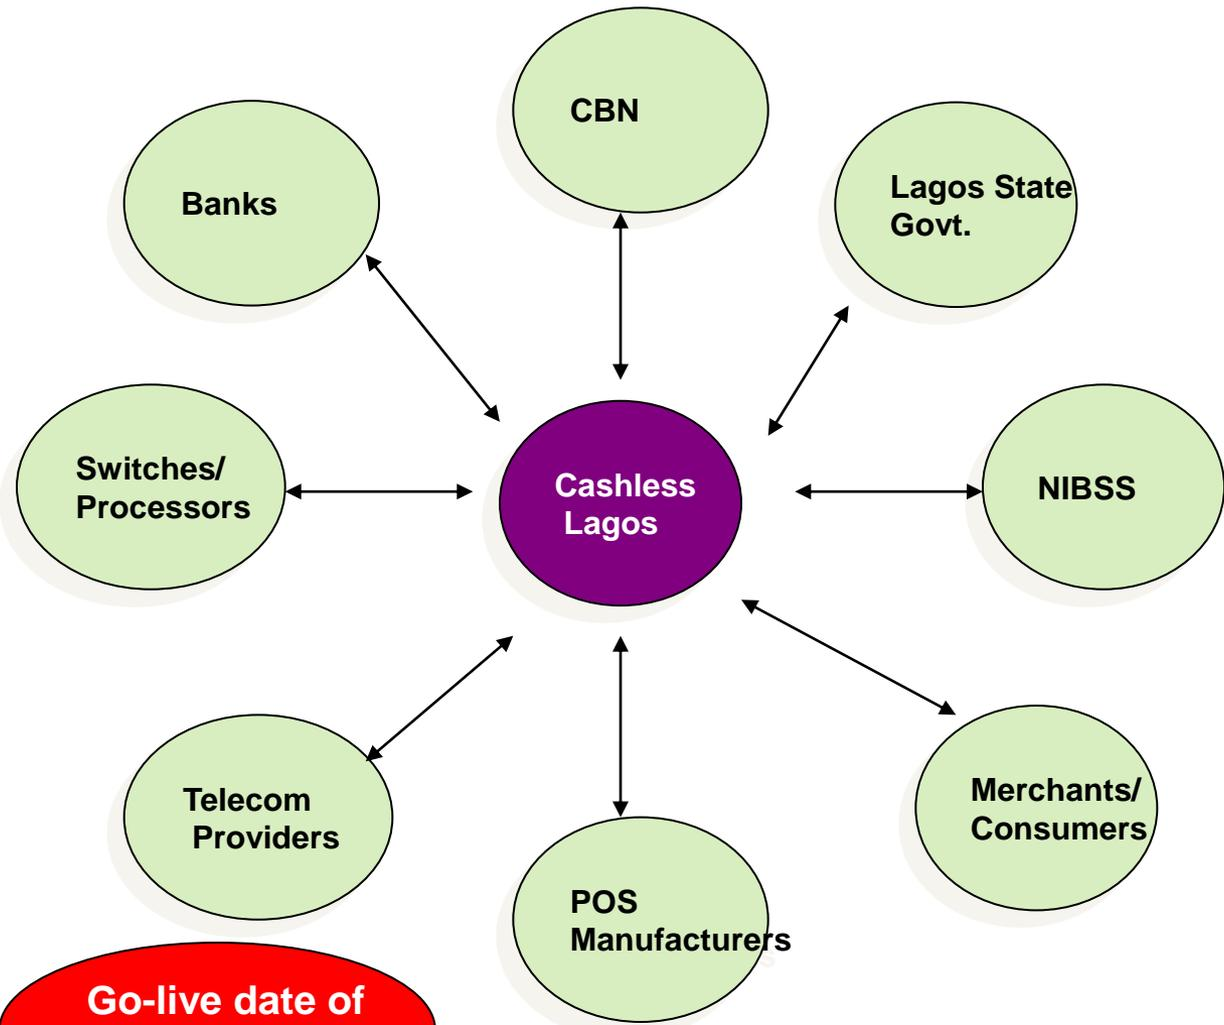 CBN
Banks
Lagos State
Govt.
Switches/
Processors
Cashless
Lagos
NIBSS
Telecom
Providers
POS
Manufacturers
Merchants/
Consumers
Go-live date of